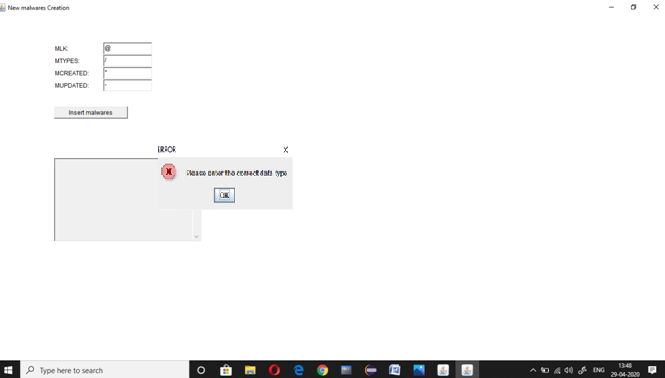 New malwares Creation
MLK: @
MTYPES: /
MCREATED: *
MUPDATED: -
Insert malwares
ERROR X
Please enter the correct data type
OK
Type here to search
ENG
13:48
29-04-2020